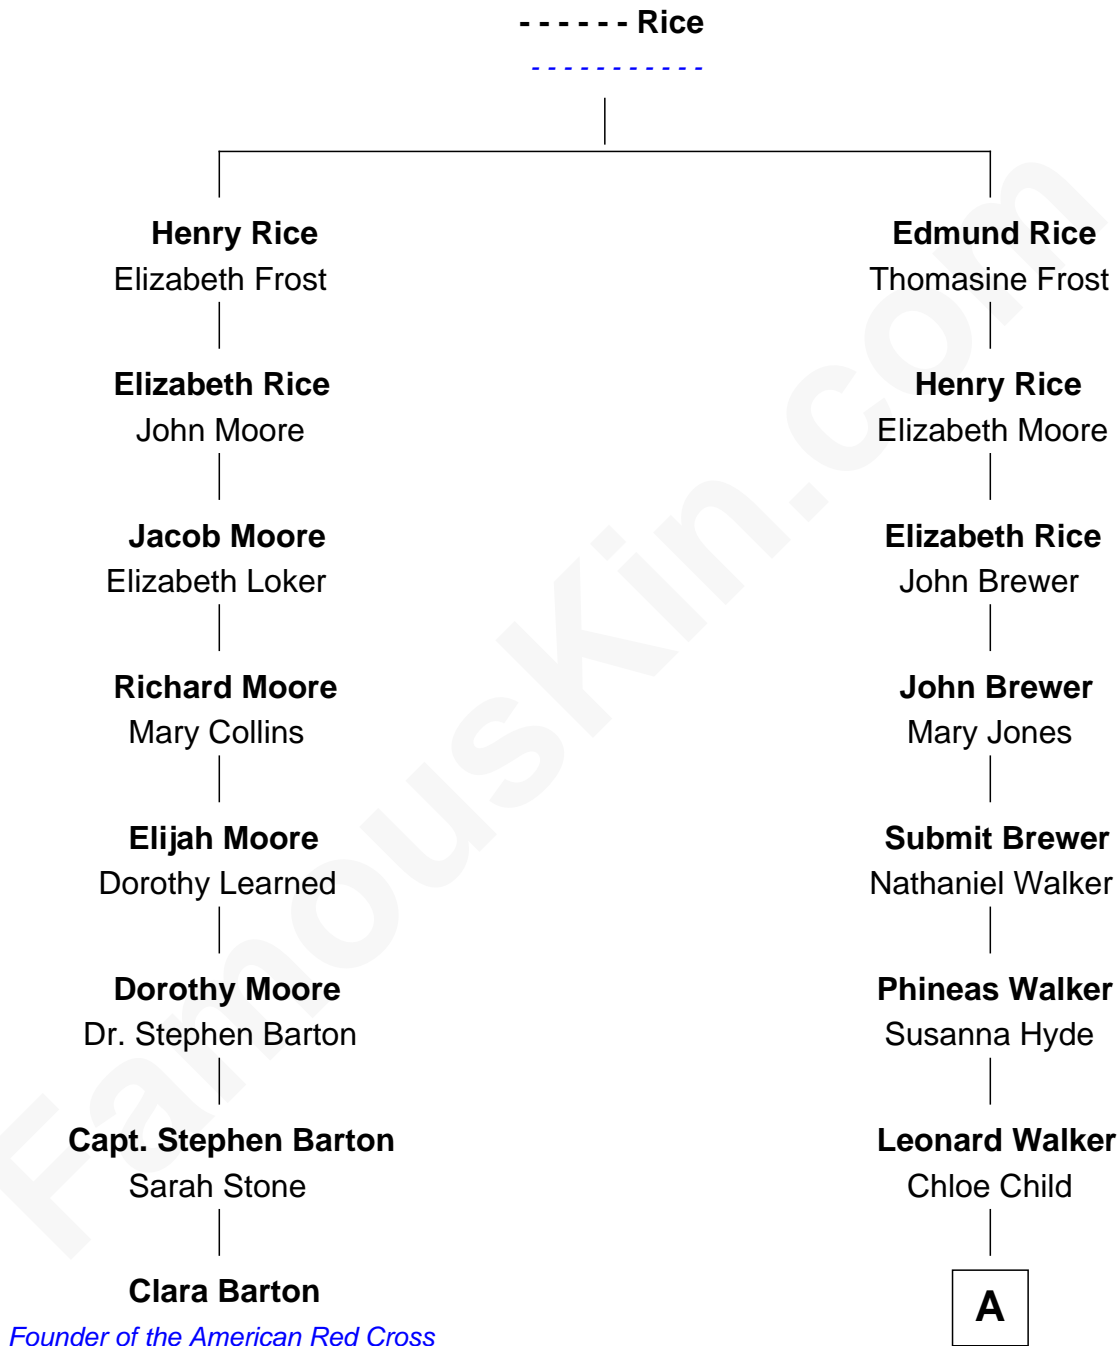 - - - - - - Rice
- - - - - - - - - - -
Henry Rice
Elizabeth Frost
Edmund Rice
Thomasine Frost
Elizabeth Rice
John Moore
Henry Rice
Elizabeth Moore
Jacob Moore
Elizabeth Loker
Elizabeth Rice
John Brewer
Richard Moore
Mary Collins
John Brewer
Mary Jones
Elijah Moore
Dorothy Learned
Submit Brewer
Nathaniel Walker
Dorothy Moore
Dr. Stephen Barton
Phineas Walker
Susanna Hyde
Capt. Stephen Barton
Sarah Stone
Leonard Walker
Chloe Child
Clara Barton
Founder of the American Red Cross
A
FamousKin.com